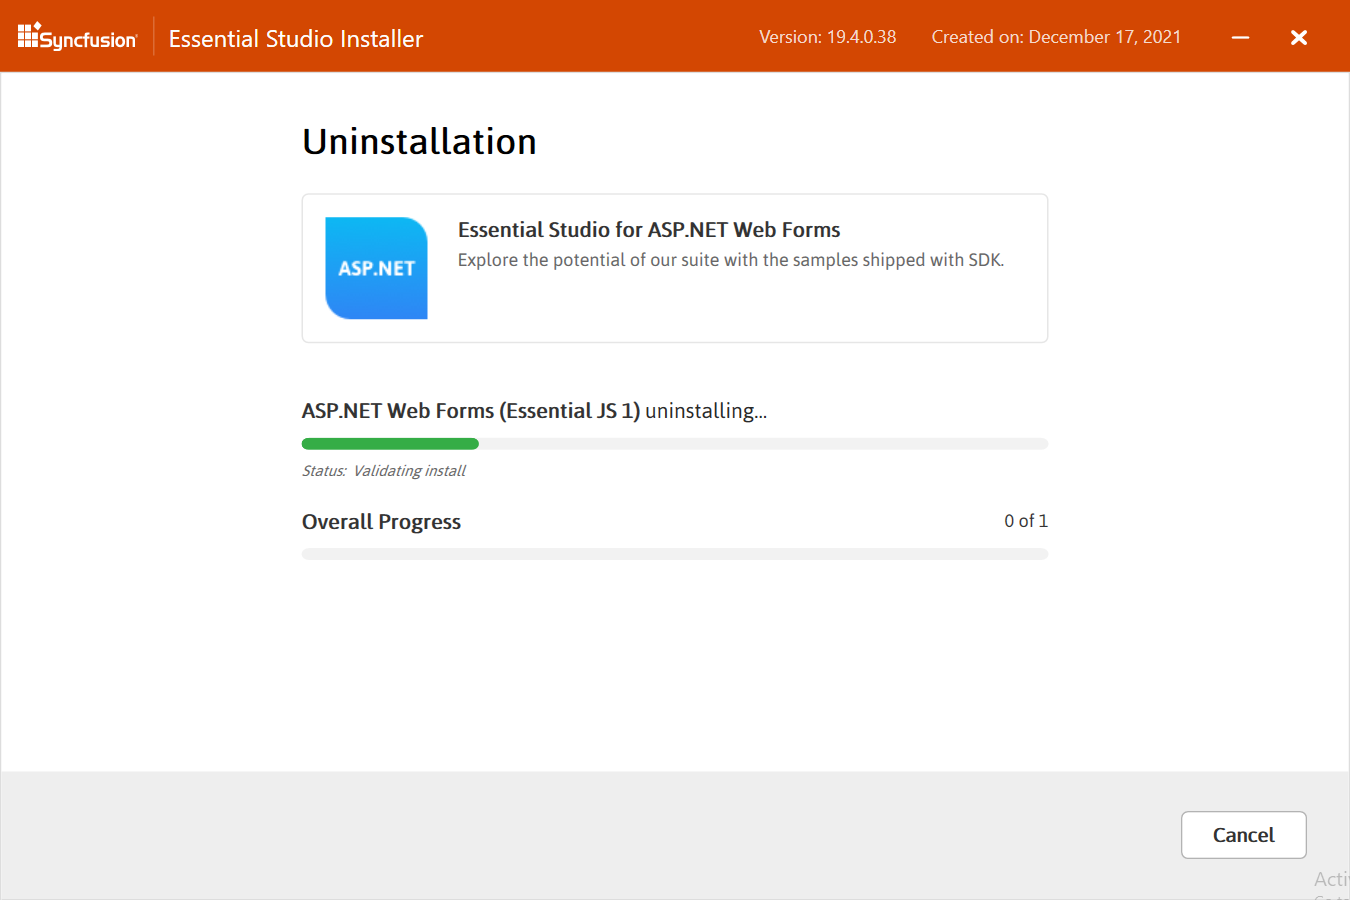 Syncfusion
Essential Studio Installer
Version: 19.4.0.38
Created on: December 17, 2021
Uninstallation
ASP.NET
Essential Studio for ASP.NET Web Forms
Explore the potential of our suite with the samples shipped with SDK.
ASP.NET Web Forms (Essential JS 1) uninstalling...
Status: Validating install
Overall Progress
0 of 1
Cancel